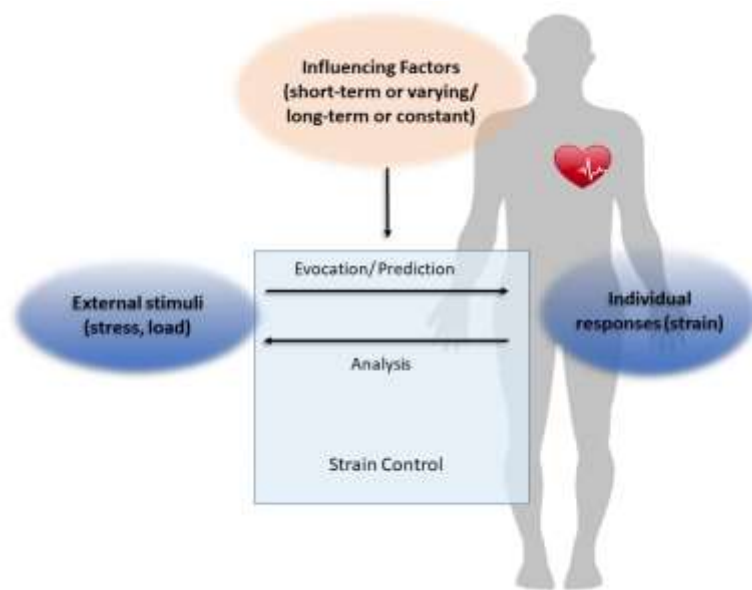 Influencing Factors
(short-term or varying/
long-term or constant)
Evocation/Prediction
External stimuli
(stress, load)
Individual
responses (strain)
Analysis
Strain Control